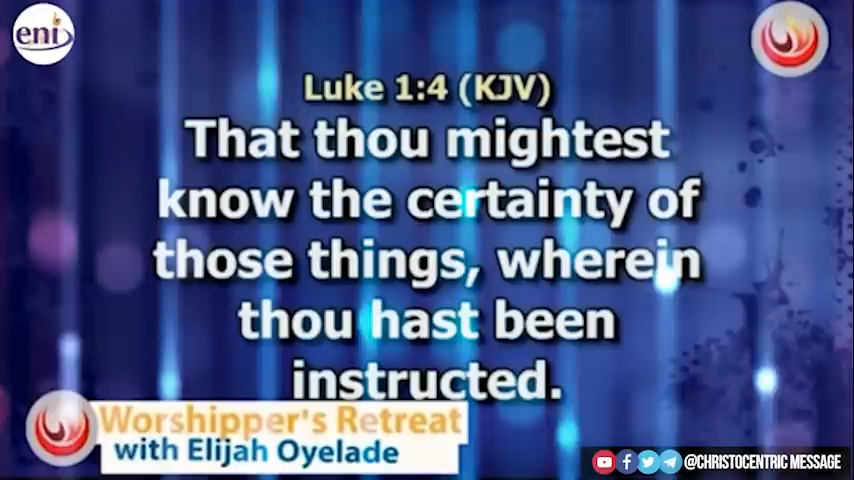 eni
Luke 1:4 (KJV)
That thou mightest
know the certainty of
those things, wherein
thou hast been
instructed.
Worshipper's Retreat
with Elijah Oyelade
@CHRISTOCENTRIC MESSAGE